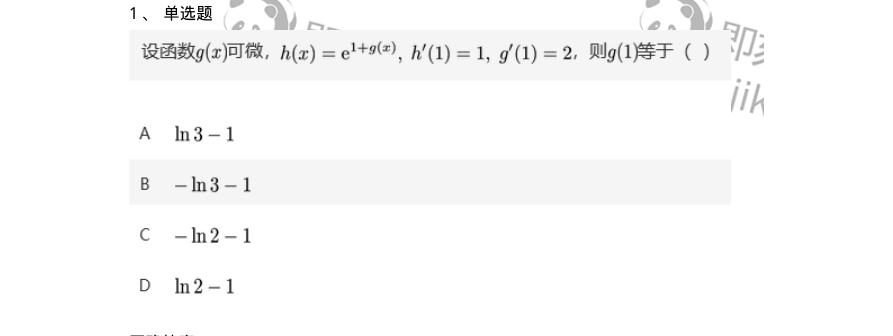 1、 单选题
设函数g(x)可微, h(x) = e^{1+g(x)}, h′(1) = 1, g′(1) = 2, 则g(1)等于 ( )
A ln 3 − 1
B − ln 3 − 1
C − ln 2 − 1
D ln 2 − 1